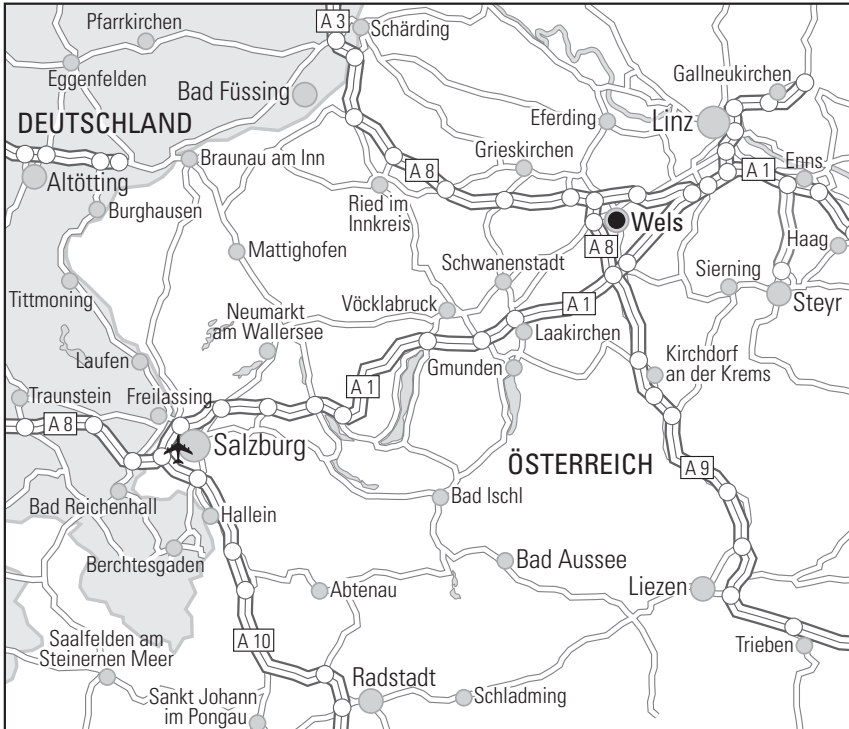 A 3
Schärding
Pfarrkirchen
Eggenfelden
Gallneukirchen
Bad Füssing
DEUTSCHLAND
Eferding
Linz
Braunau am Inn
Grieskirchen
A 8
A 1
Enns
Altötting
Ried im
Innkreis
Burghausen
Wels
Mattighofen
A 8
Haag
Schwanenstadt
Sierning
Tittmoning
Vöcklabruck
A 1
Steyr
Neumarkt
am Wallersee
Laakirchen
Laufen
Gmunden
Kirchdorf
an der Krems
Traunstein
Freilassing
A 1
A 8
Salzburg
ÖSTERREICH
A 9
Bad Reichenhall
Bad Ischl
Hallein
Berchtesgaden
Bad Aussee
Abtenau
Liezen
A 10
Saalfelden am
Steinernen Meer
Trieben
Radstadt
Schladming
Sankt Johann
im Pongau